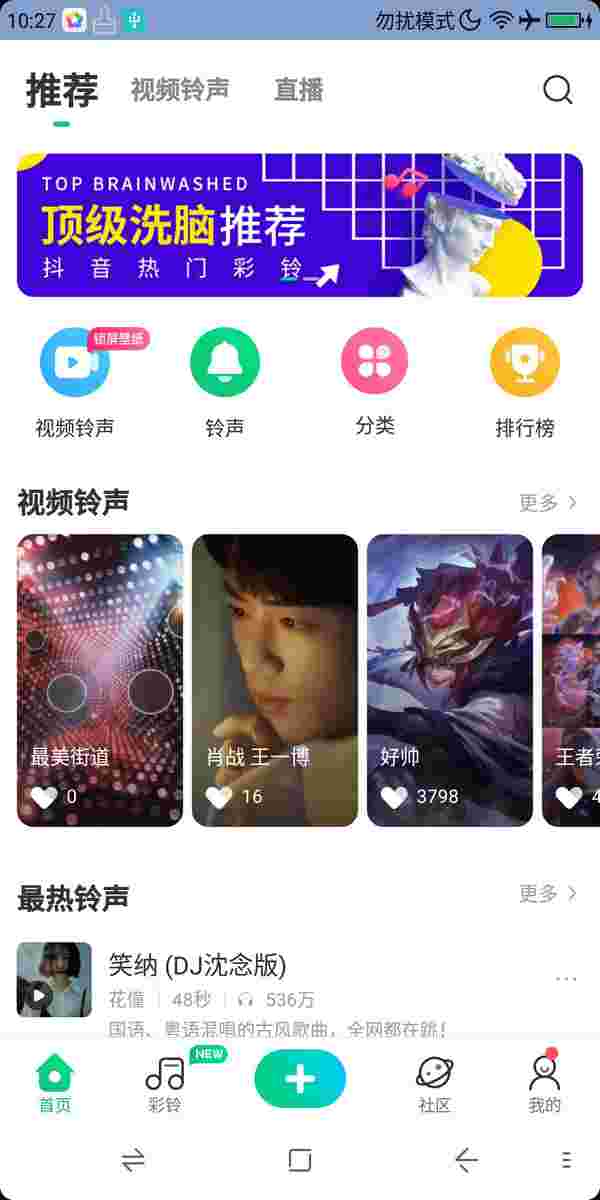 10:27 勿扰模式
推荐 视频铃声 直播
TOP BRAINWASHED
顶级洗脑推荐
抖音热门彩铃
锁屏壁纸
视频铃声 铃声 分类 排行榜
视频铃声 更多
最美街道 肖战 王一博 好帅 王者
0 16 3798 4
最热铃声 更多
笑纳 (DJ沈念版)
花僮 48秒 536万
国语、粤语混唱的古风歌曲，全网都在跳！
NEW
首页 彩铃 社区 我的